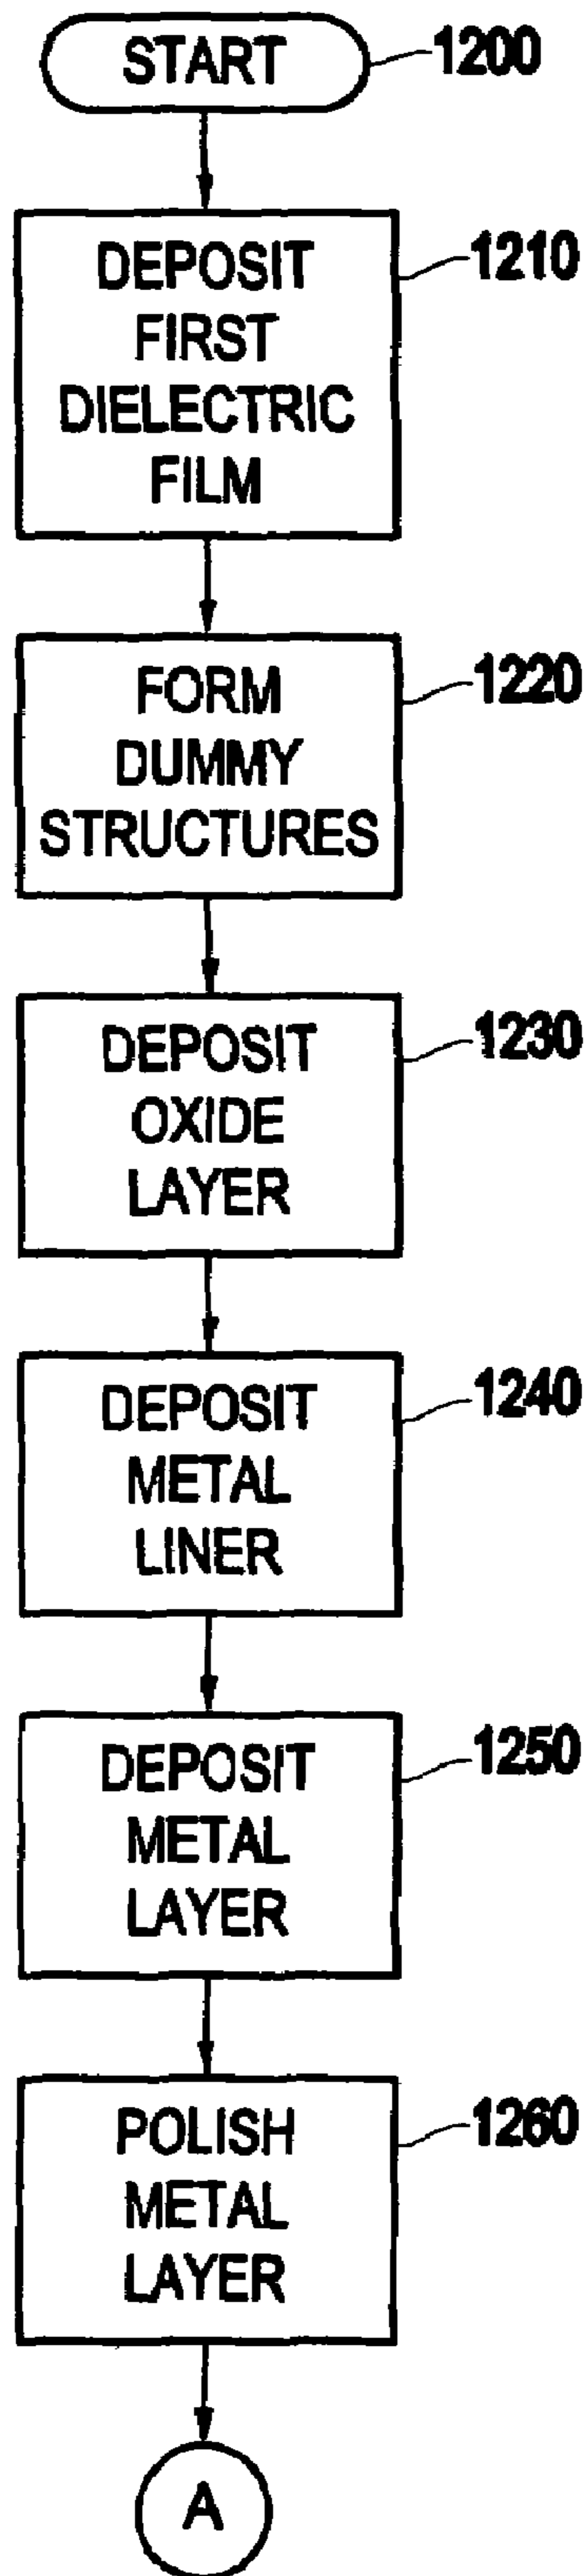 START
1200
DEPOSIT
FIRST
DIELECTRIC
FILM
1210
FORM
DUMMY
STRUCTURES
1220
DEPOSIT
OXIDE
LAYER
1230
DEPOSIT
METAL
LINER
1240
DEPOSIT
METAL
LAYER
1250
POLISH
METAL
LAYER
1260
A